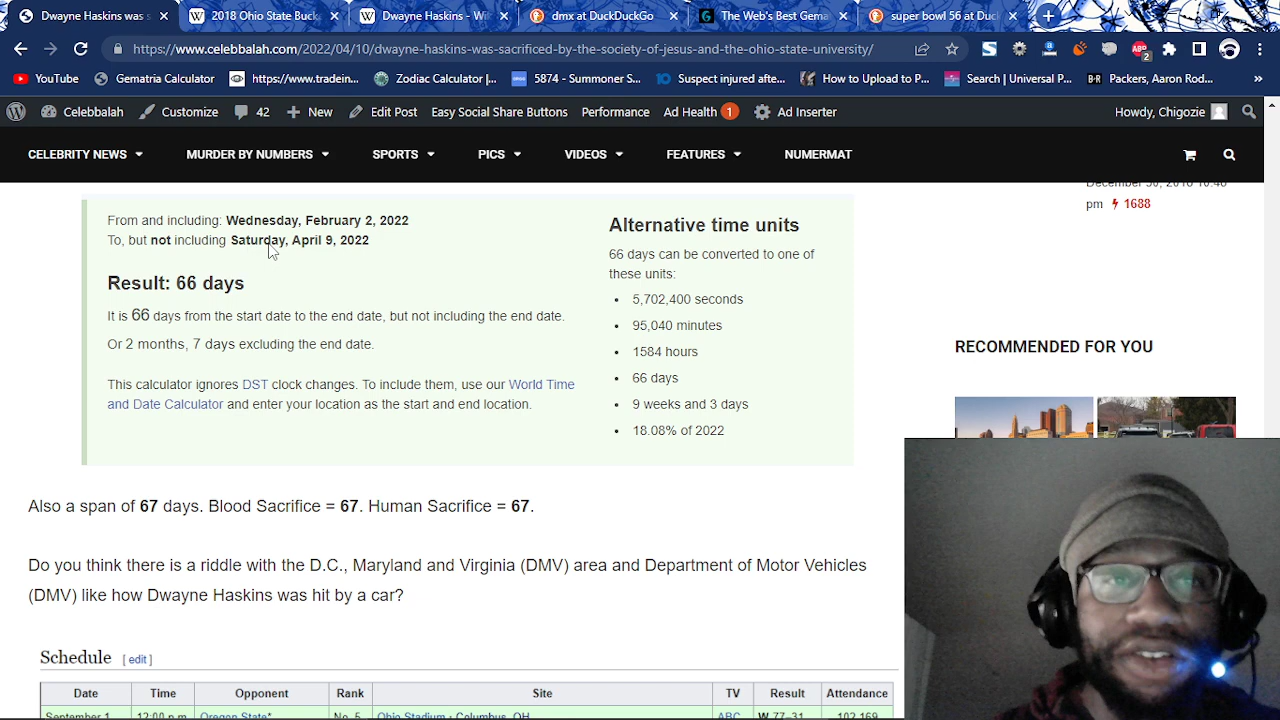 Dwayne Haskins was s
2018 Ohio State Buck
Dwayne Haskins - Wi
dmx at DuckDuckGo
The Web's Best Gema
super bowl 56 at Duc
https://www.celebbalah.com/2022/04/10/dwayne-haskins-was-sacrificed-by-the-society-of-jesus-and-the-ohio-state-university/
YouTube
Gematria Calculator
https://www.tradein...
Zodiac Calculator |...
5874 - Summoner S...
Suspect injured afte...
How to Upload to P...
Search | Universal P...
Packers, Aaron Rod...
Celebbalah
Customize
42
New
Edit Post
Easy Social Share Buttons
Performance
Ad Health 1
Ad Inserter
Howdy, Chigozie
CELEBRITY NEWS
MURDER BY NUMBERS
SPORTS
PICS
VIDEOS
FEATURES
NUMERMAT
December 30, 2018 10:40
pm 1688
From and including: Wednesday, February 2, 2022
To, but not including Saturday, April 9, 2022
Result: 66 days
It is 66 days from the start date to the end date, but not including the end date.
Or 2 months, 7 days excluding the end date.
This calculator ignores DST clock changes. To include them, use our World Time
and Date Calculator and enter your location as the start and end location.
Alternative time units
66 days can be converted to one of
these units:
5,702,400 seconds
95,040 minutes
1584 hours
66 days
9 weeks and 3 days
18.08% of 2022
RECOMMENDED FOR YOU
Also a span of 67 days. Blood Sacrifice = 67. Human Sacrifice = 67.
Do you think there is a riddle with the D.C., Maryland and Virginia (DMV) area and Department of Motor Vehicles
(DMV) like how Dwayne Haskins was hit by a car?
Schedule [ edit ]
Date Time Opponent Rank Site TV Result Attendance
September 1 12:00 p.m. Oregon State* No. 5 Ohio Stadium · Columbus, OH ABC W 77–31 102,169